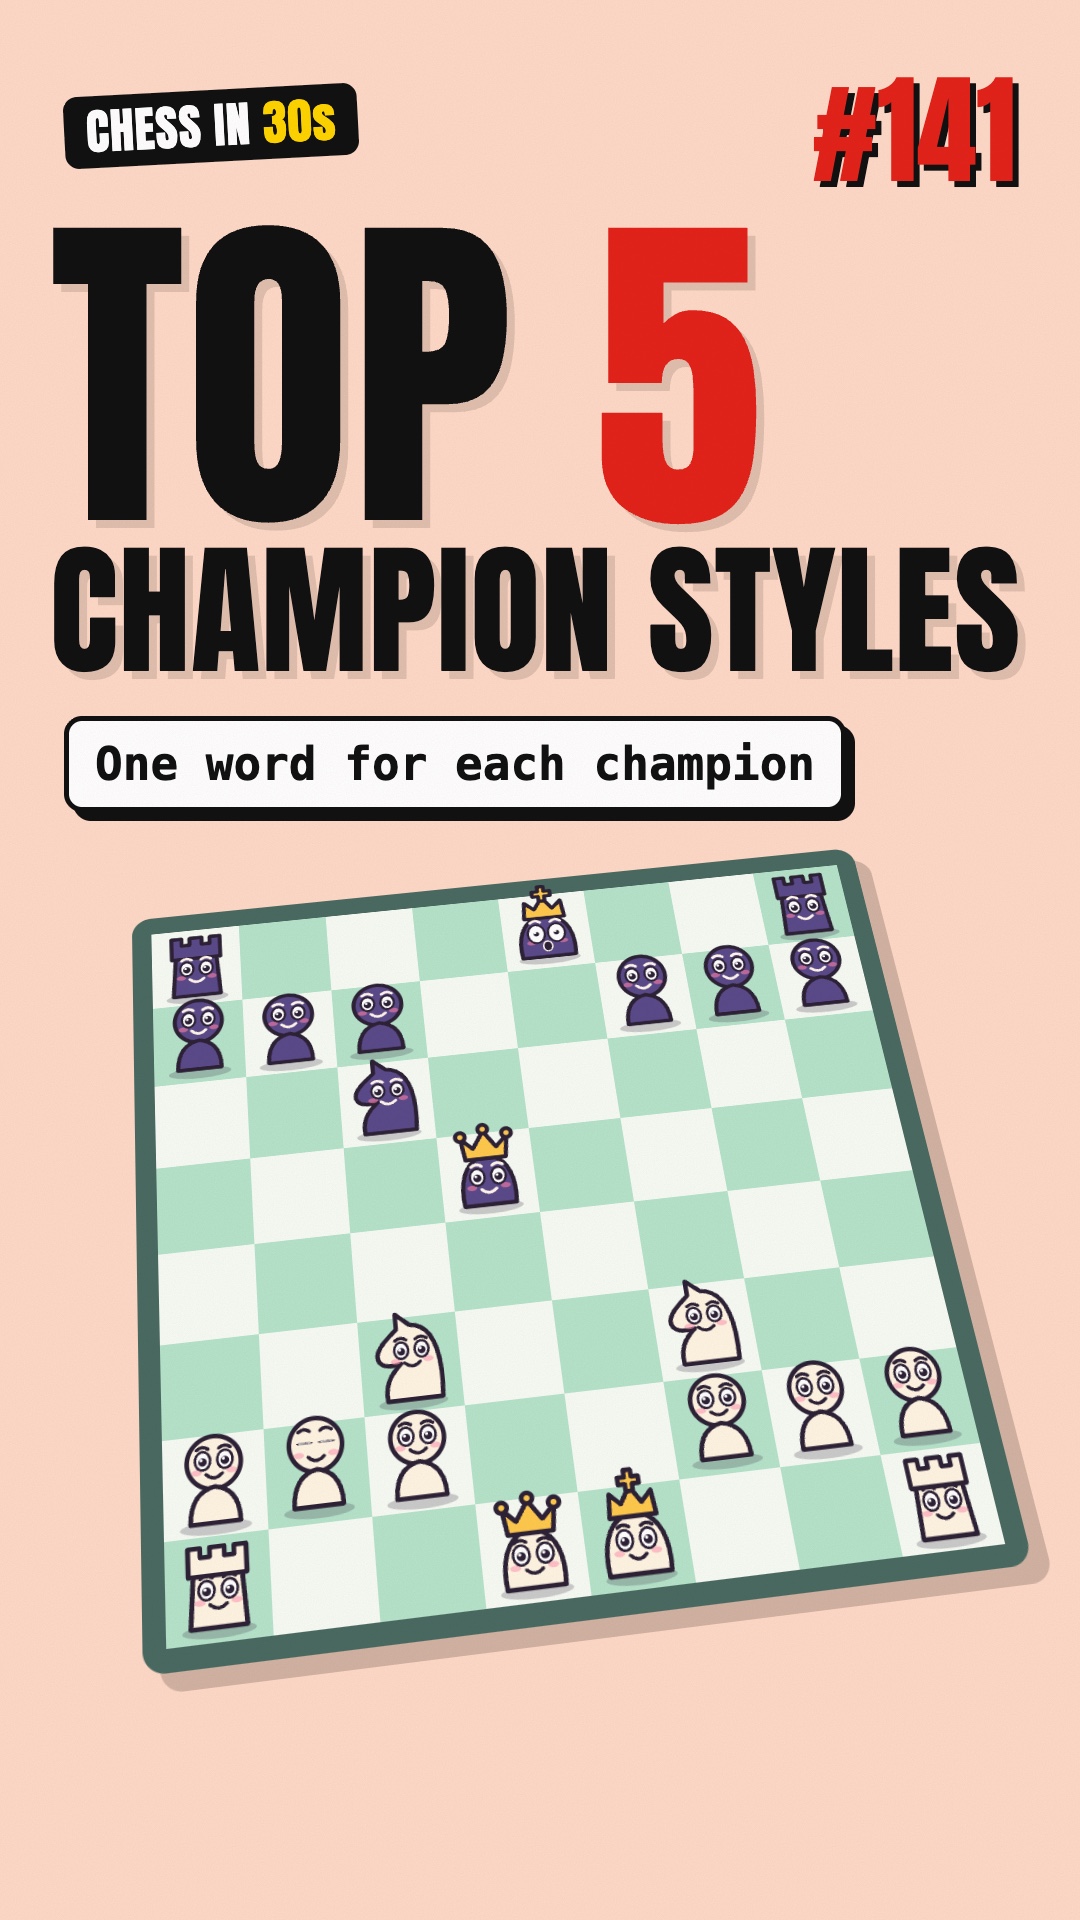 CHESS IN 30s
#141
TOP 5
CHAMPION STYLES
One word for each champion